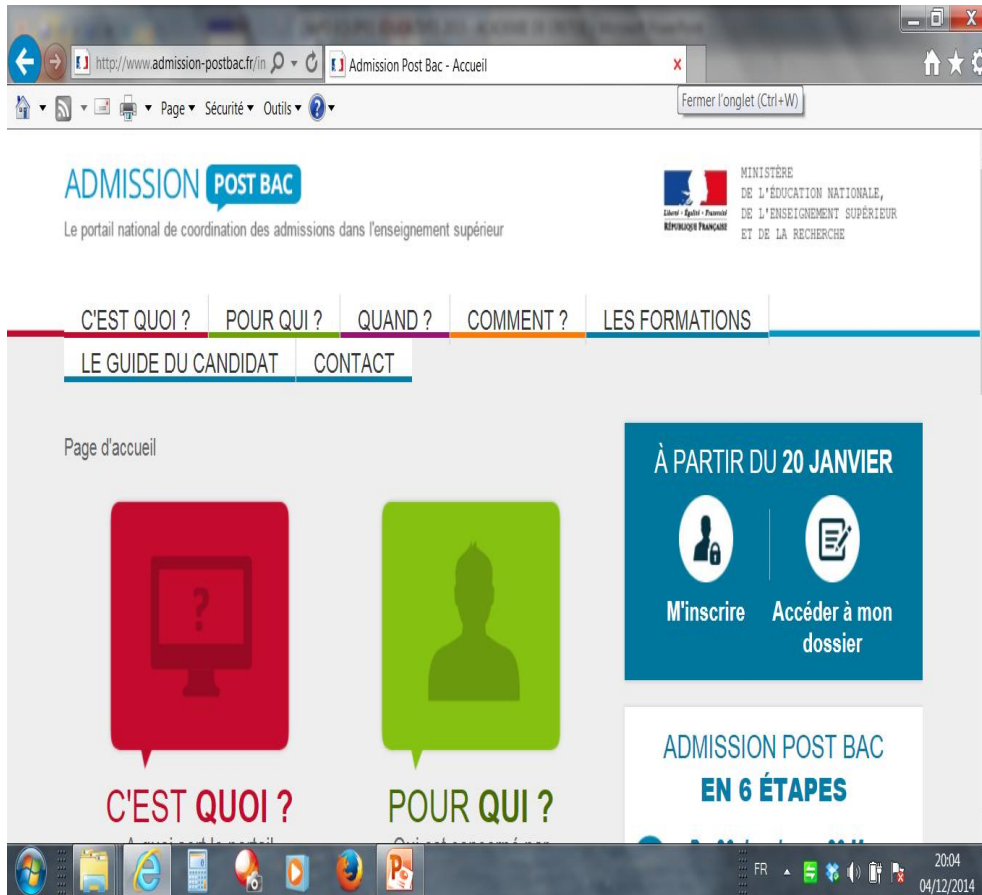 http://www.admission-postbac.fr/in
Admission Post Bac - Accueil
Page Sécurité Outils
Fermer l'onglet (Ctrl+W)
ADMISSION POST BAC
Le portail national de coordination des admissions dans l'enseignement supérieur
Liberté • Égalité • Fraternité
RÉPUBLIQUE FRANÇAISE
MINISTÈRE
DE L'ÉDUCATION NATIONALE,
DE L'ENSEIGNEMENT SUPÉRIEUR
ET DE LA RECHERCHE
C'EST QUOI ? POUR QUI ? QUAND ? COMMENT ? LES FORMATIONS
LE GUIDE DU CANDIDAT CONTACT
Page d'accueil
À PARTIR DU 20 JANVIER
M'inscrire
Accéder à mon
dossier
?
C'EST QUOI ?
POUR QUI ?
ADMISSION POST BAC
EN 6 ÉTAPES
FR
20:04
04/12/2014